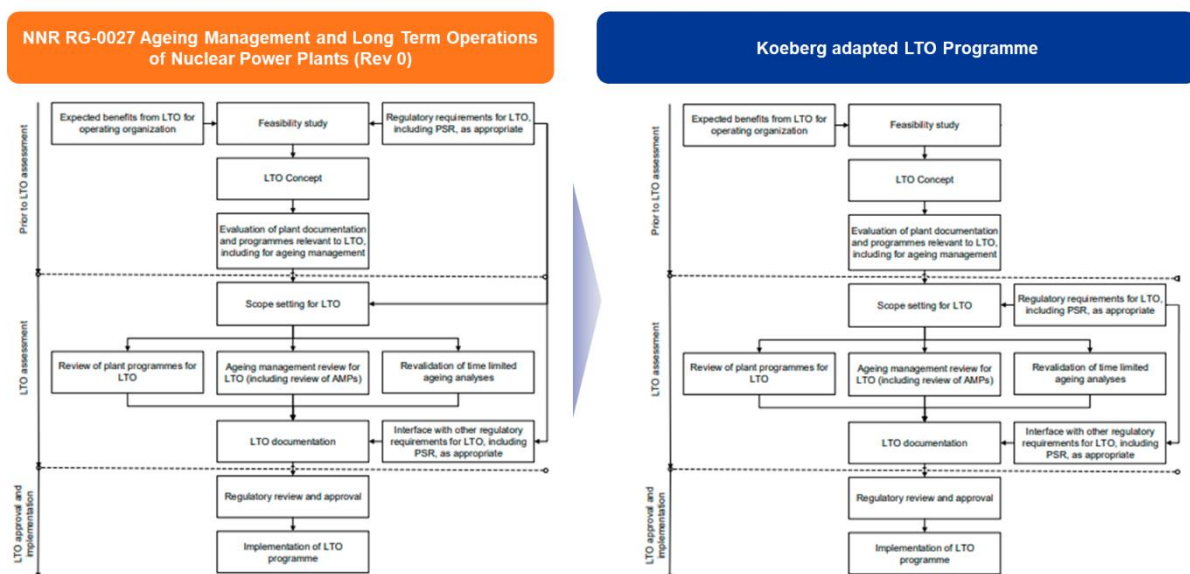 NNR RG-0027 Ageing Management and Long Term Operations
of Nuclear Power Plants (Rev 0)
Koeberg adapted LTO Programme
Prior to LTO assessment
Expected benefits from LTO for
operating organization
Feasibility study
Regulatory requirements for LTO,
including PSR, as appropriate
LTO Concept
Evaluation of plant documentation
and programmes relevant to LTO,
including for ageing management
LTO assessment
Scope setting for LTO
Review of plant programmes for
LTO
Ageing management review for
LTO (including review of AMPs)
Revalidation of time limited
ageing analyses
LTO documentation
Interface with other regulatory
requirements for LTO, including
PSR, as appropriate
LTO approval and
implementation
Regulatory review and approval
Implementation of LTO
programme
Prior to LTO assessment
Expected benefits from LTO for
operating organization
Feasibility study
LTO Concept
Evaluation of plant documentation
and programmes relevant to LTO,
including for ageing management
LTO assessment
Scope setting for LTO
Regulatory requirements for LTO,
including PSR, as appropriate
Review of plant programmes for
LTO
Ageing management review for
LTO (including review of AMPs)
Revalidation of time limited
ageing analyses
LTO documentation
Interface with other regulatory
requirements for LTO, including
PSR, as appropriate
LTO approval and
implementation
Regulatory review and approval
Implementation of LTO
programme